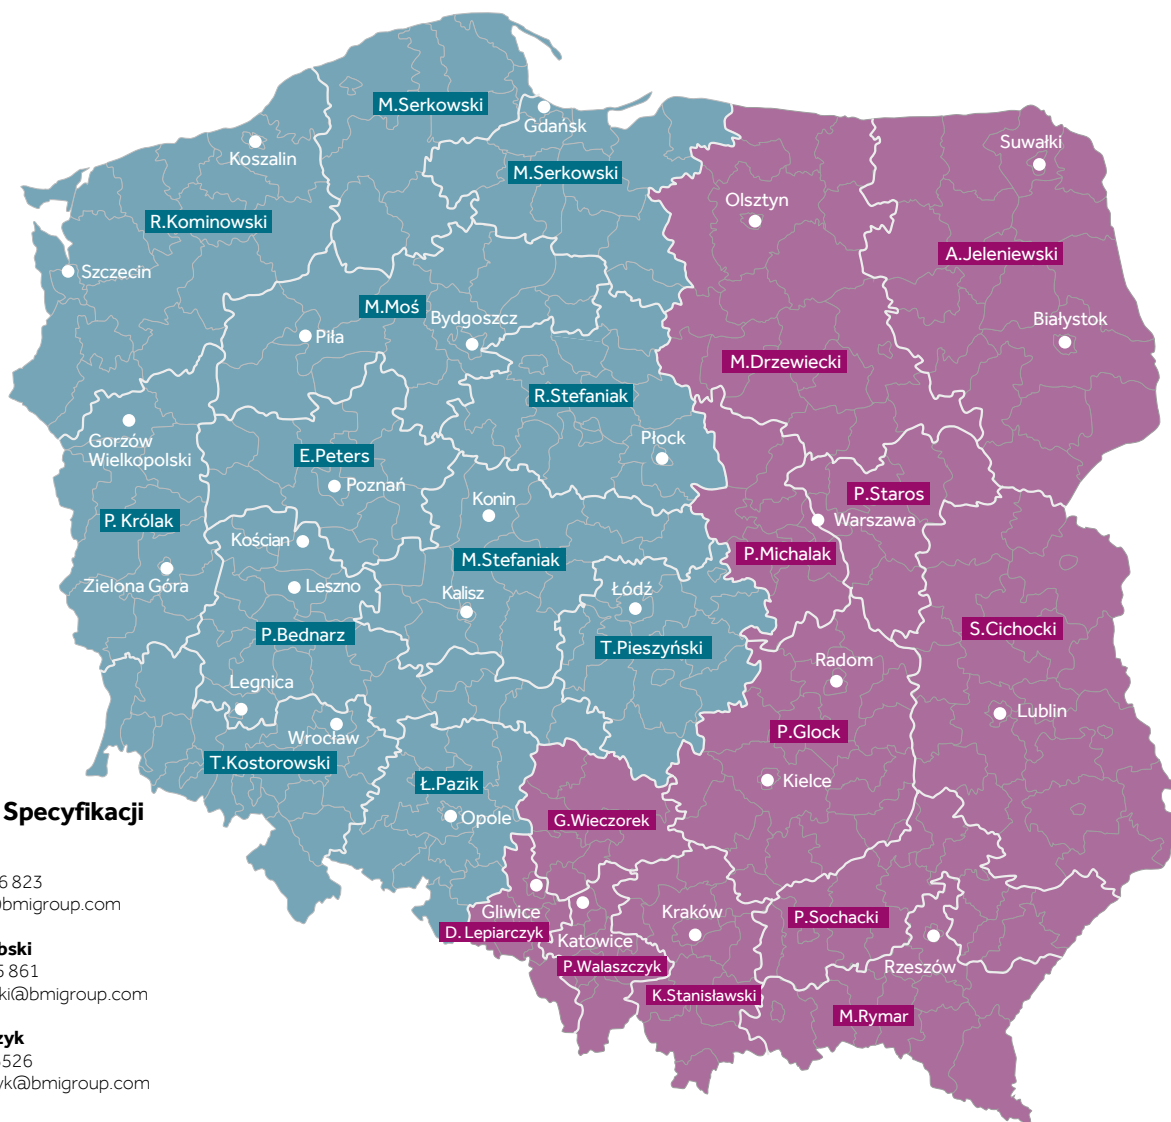 M.Serkowski
Gdańsk
Koszalin
Suwałki
M.Serkowski
Olsztyn
R.Kominowski
A.Jeleniewski
Szczecin
M.Moś
Bydgoszcz
Białystok
Piła
M.Drzewiecki
R.Stefaniak
Gorzów
Wielkopolski
Płock
E.Peters
Poznań
P.Staros
Konin
P. Królak
Warszawa
Kościan
P.Michalak
M.Stefaniak
Zielona Góra
Leszno
Kalisz
Łódź
P.Bednarz
S.Cichocki
T.Pieszyński
Radom
Legnica
Lublin
Wrocław
P.Glock
T.Kostorowski
Kielce
Ł.Pazik
Opole
G.Wieczorek
Gliwice
D. Lepiarczyk
Kraków
P.Sochacki
Katowice
P.Walaszczyk
Rzeszów
K.Stanisławski
M.Rymar
Specyfikacji
6 823
@bmigroup.com
bski
5 861
ki@bmigroup.com
zyk
526
yk@bmigroup.com